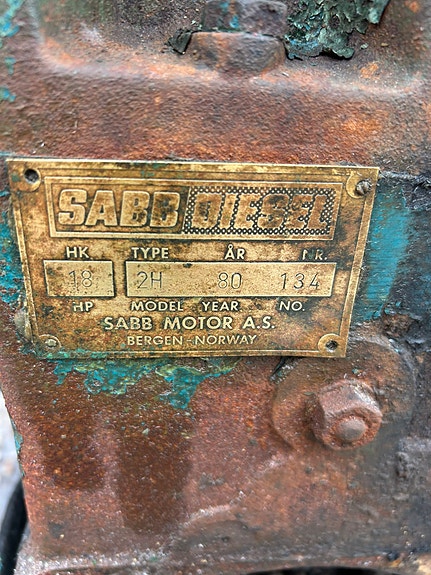 SABB DIESEL
HK TYPE ÅR NR.
18 2H 80 134
HP MODEL YEAR NO.
SABB MOTOR A.S.
BERGEN - NORWAY